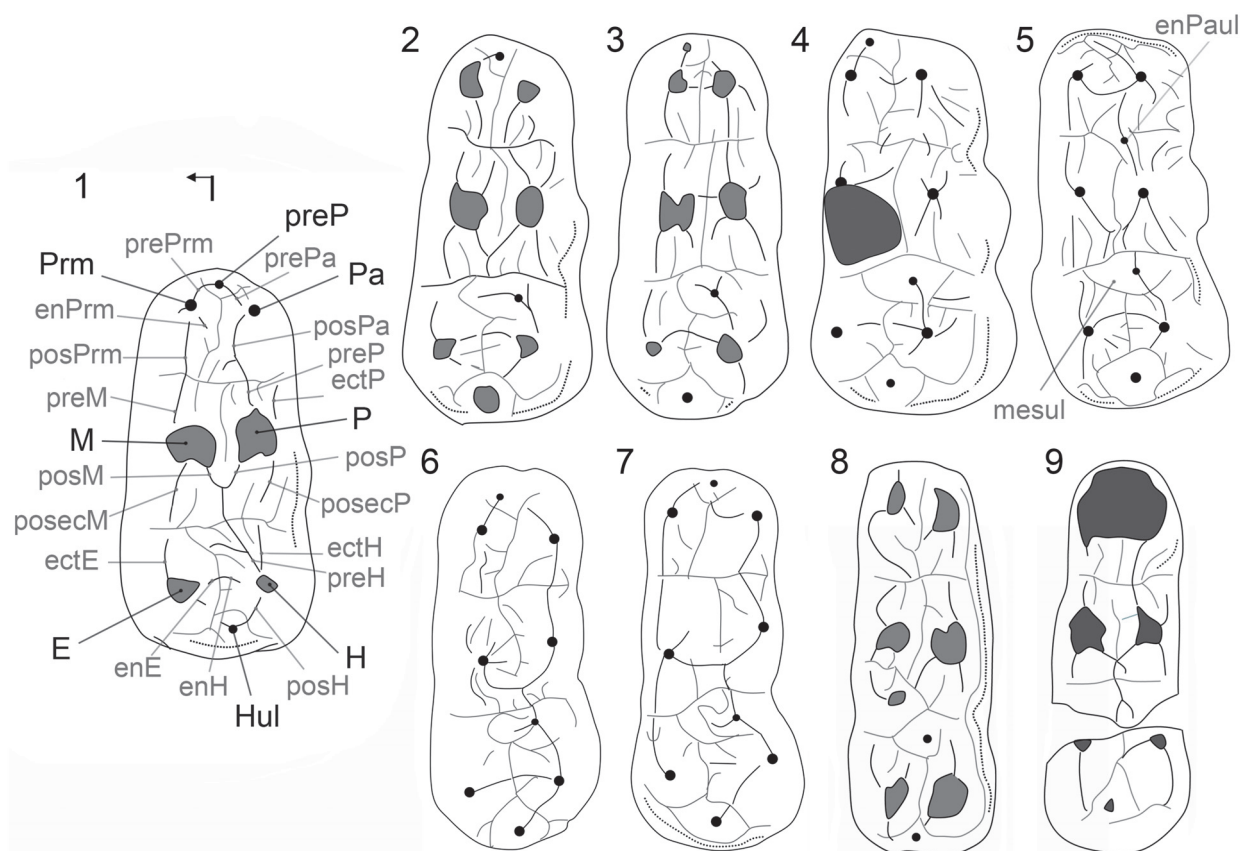 1
preP
prePrm
prePa
Prm
Pa
enPrm
posPa
posPrm
preP
ectP
preM
M
P
posM
posP
posecM
posecP
ectE
ectH
preH
E
H
enE
enH
posH
Hul
2
3
4
5
enPaul
mesul
6
7
8
9